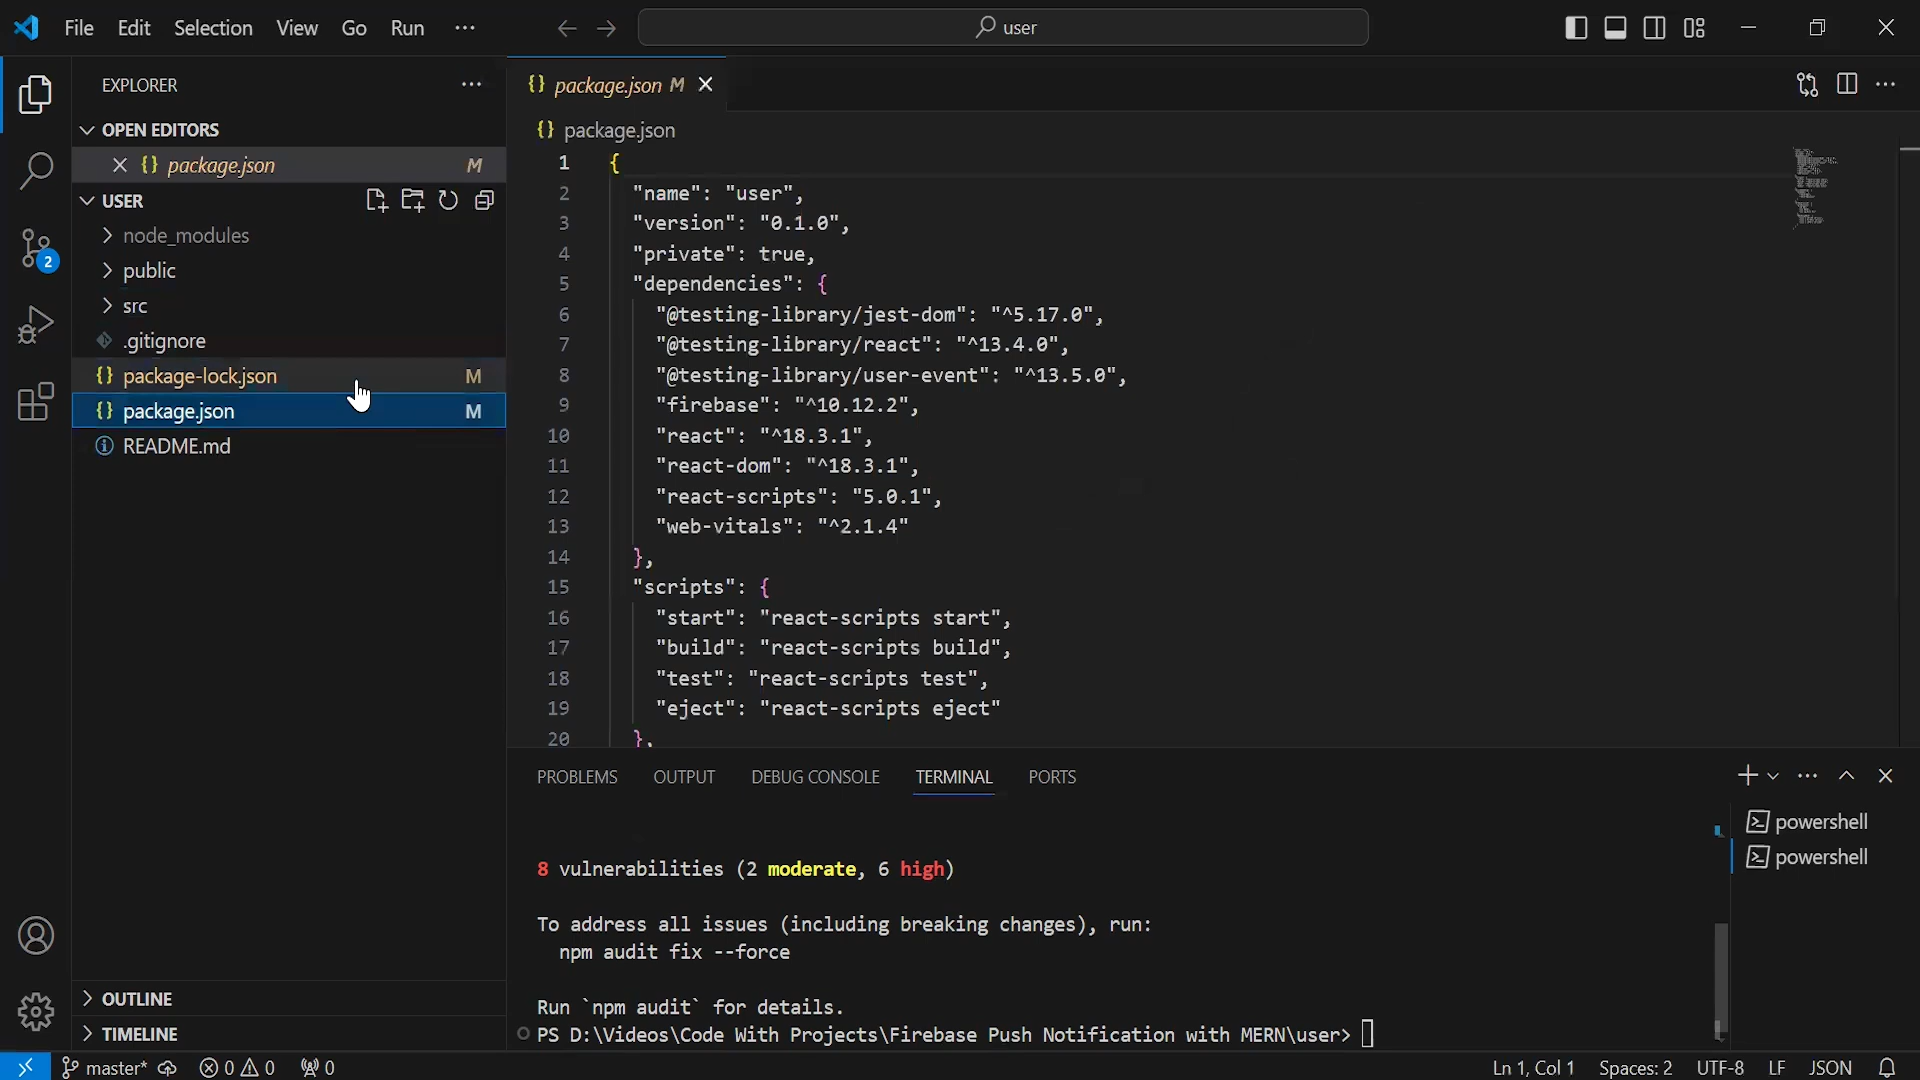 File Edit Selection View Go Run ···
user
EXPLORER
OPEN EDITORS
{} package.json M
USER
node_modules
public
src
.gitignore
{} package-lock.json M
{} package.json M
README.md
OUTLINE
TIMELINE
2
{} package.json M
{} package.json
1 {
2 "name": "user",
3 "version": "0.1.0",
4 "private": true,
5 "dependencies": {
6 "@testing-library/jest-dom": "^5.17.0",
7 "@testing-library/react": "^13.4.0",
8 "@testing-library/user-event": "^13.5.0",
9 "firebase": "^10.12.2",
10 "react": "^18.3.1",
11 "react-dom": "^18.3.1",
12 "react-scripts": "5.0.1",
13 "web-vitals": "^2.1.4"
14 },
15 "scripts": {
16 "start": "react-scripts start",
17 "build": "react-scripts build",
18 "test": "react-scripts test",
19 "eject": "react-scripts eject"
20 },
PROBLEMS OUTPUT DEBUG CONSOLE TERMINAL PORTS
8 vulnerabilities (2 moderate, 6 high)
To address all issues (including breaking changes), run:
npm audit fix --force
Run `npm audit` for details.
PS D:\Videos\Code With Projects\Firebase Push Notification with MERN\user>
powershell
powershell
master* 0 0 0
Ln 1, Col 1 Spaces: 2 UTF-8 LF JSON